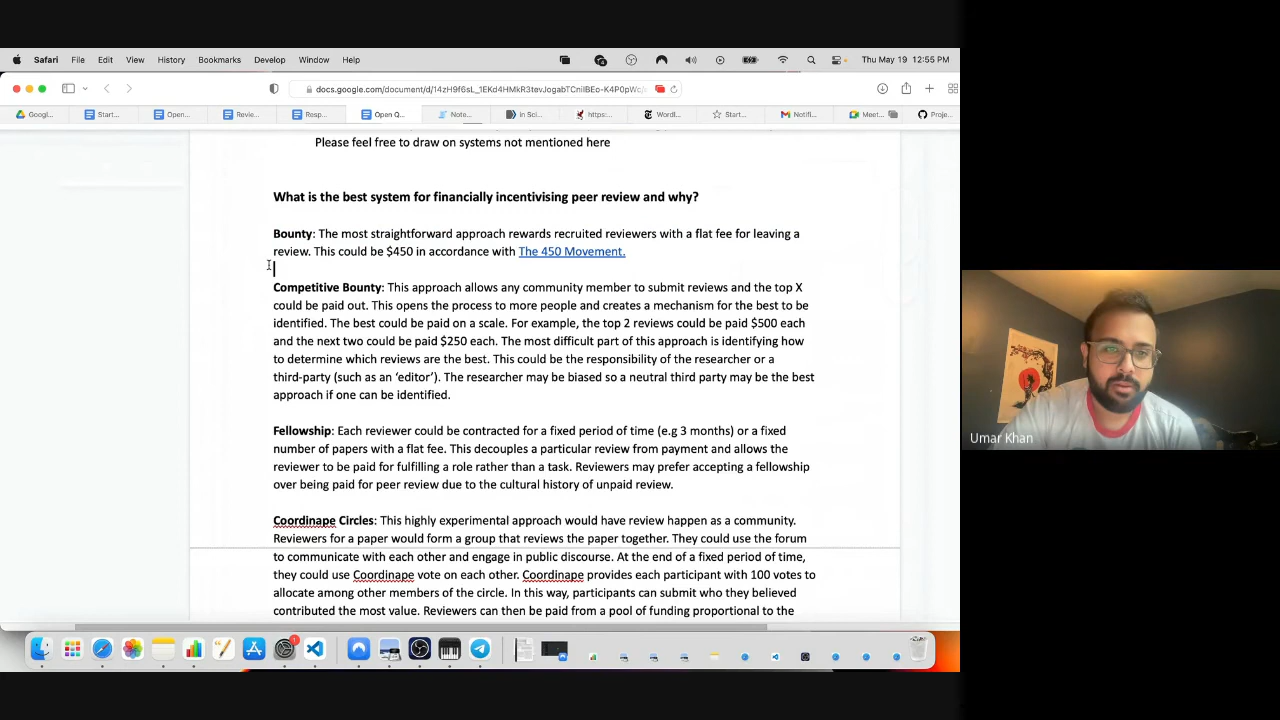 Safari File Edit View History Bookmarks Develop Window Help Thu May 19 12:55 PM
Googl... Start... Open... Revie... Resp... Open Q... Note... in Sci... https:... Wordl... Start... Notifi... Meet... Proje...
Please feel free to draw on systems not mentioned here
What is the best system for financially incentivising peer review and why?
Bounty: The most straightforward approach rewards recruited reviewers with a flat fee for leaving a
review. This could be $450 in accordance with The 450 Movement.
Competitive Bounty: This approach allows any community member to submit reviews and the top X
could be paid out. This opens the process to more people and creates a mechanism for the best to be
identified. The best could be paid on a scale. For example, the top 2 reviews could be paid $500 each
and the next two could be paid $250 each. The most difficult part of this approach is identifying how
to determine which reviews are the best. This could be the responsibility of the researcher or a
third-party (such as an ‘editor’). The researcher may be biased so a neutral third party may be the best
approach if one can be identified.
Fellowship: Each reviewer could be contracted for a fixed period of time (e.g 3 months) or a fixed
number of papers with a flat fee. This decouples a particular review from payment and allows the
reviewer to be paid for fulfilling a role rather than a task. Reviewers may prefer accepting a fellowship
over being paid for peer review due to the cultural history of unpaid review.
Coordinape Circles: This highly experimental approach would have review happen as a community.
Reviewers for a paper would form a group that reviews the paper together. They could use the forum
to communicate with each other and engage in public discourse. At the end of a fixed period of time,
they could use Coordinape vote on each other. Coordinape provides each participant with 100 votes to
allocate among other members of the circle. In this way, participants can submit who they believed
contributed the most value. Reviewers can then be paid from a pool of funding proportional to the
Umar Khan